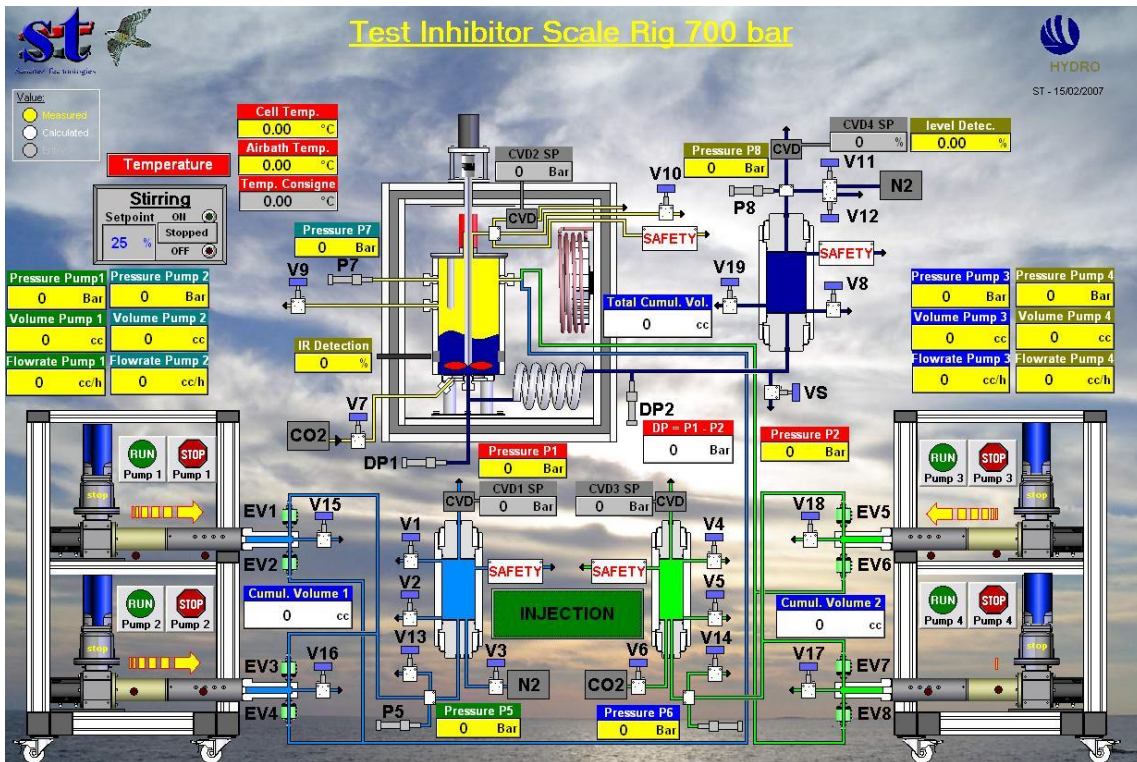 Test Inhibitor Scale Rig 700 bar
st
Sanchez Technologies
HYDRO
ST - 15/02/2007
Value:
Measured
Calculated
Temperature
Cell Temp.
0.00 °C
Airbath Temp.
0.00 °C
Temp. Consigne
0.00 °C
Stirring
Setpoint
25 %
ON
Stopped
OFF
CVD2 SP
0 Bar
CVD
V10
SAFETY
Pressure P7
0 Bar
V9
P7
IR Detection
0 %
V7
CO2
DP1
Pressure P8
0 Bar
CVD4 SP
0 %
CVD
level Detec.
0.00 %
V11
N2
V12
P8
SAFETY
V19
V8
Total Cumul. Vol.
0 cc
VS
DP2
DP = P1 - P2
0 Bar
Pressure Pump1
0 Bar
Pressure Pump 2
0 Bar
Volume Pump 1
0 cc
Volume Pump 2
0 cc
Flowrate Pump 1
0 cc/h
Flowrate Pump 2
0 cc/h
Pressure Pump 3
0 Bar
Pressure Pump 4
0 Bar
Volume Pump 3
0 cc
Volume Pump 4
0 cc
Flowrate Pump 3
0 cc/h
Flowrate Pump 4
0 cc/h
stop
RUN
Pump 1
STOP
Pump 1
EV1
V15
EV2
Cumul. Volume 1
0 cc
stop
RUN
Pump 2
STOP
Pump 2
EV3
V16
EV4
Pressure P1
0 Bar
CVD
CVD1 SP
0 Bar
V1
SAFETY
V2
V13
V3
N2
P5
Pressure P5
0 Bar
INJECTION
Pressure P2
0 Bar
CVD3 SP
0 Bar
CVD
V4
SAFETY
V5
V6
V14
CO2
Pressure P6
0 Bar
V18
EV5
EV6
Cumul. Volume 2
0 cc
V17
EV7
EV8
RUN
Pump 3
STOP
Pump 3
stop
RUN
Pump 4
STOP
Pump 4
stop